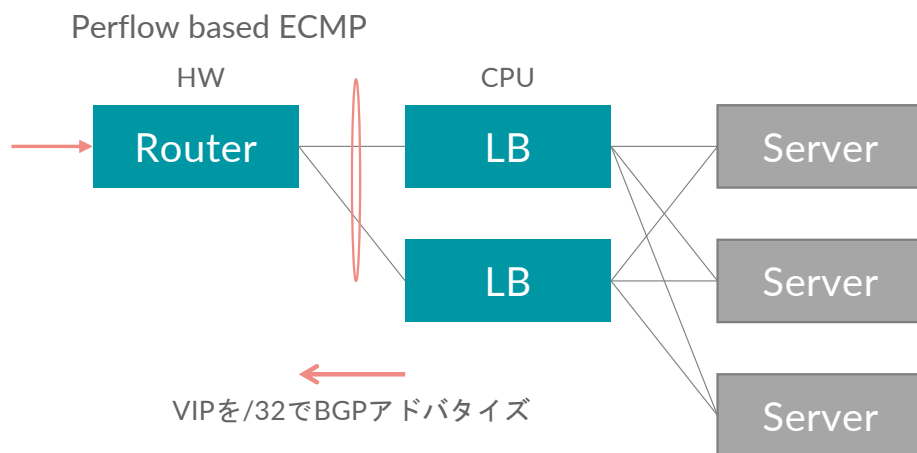 Perflow based ECMP
HW
CPU
Router
LB
Server
LB
Server
VIPを/32でBGPアドバタイズ
Server